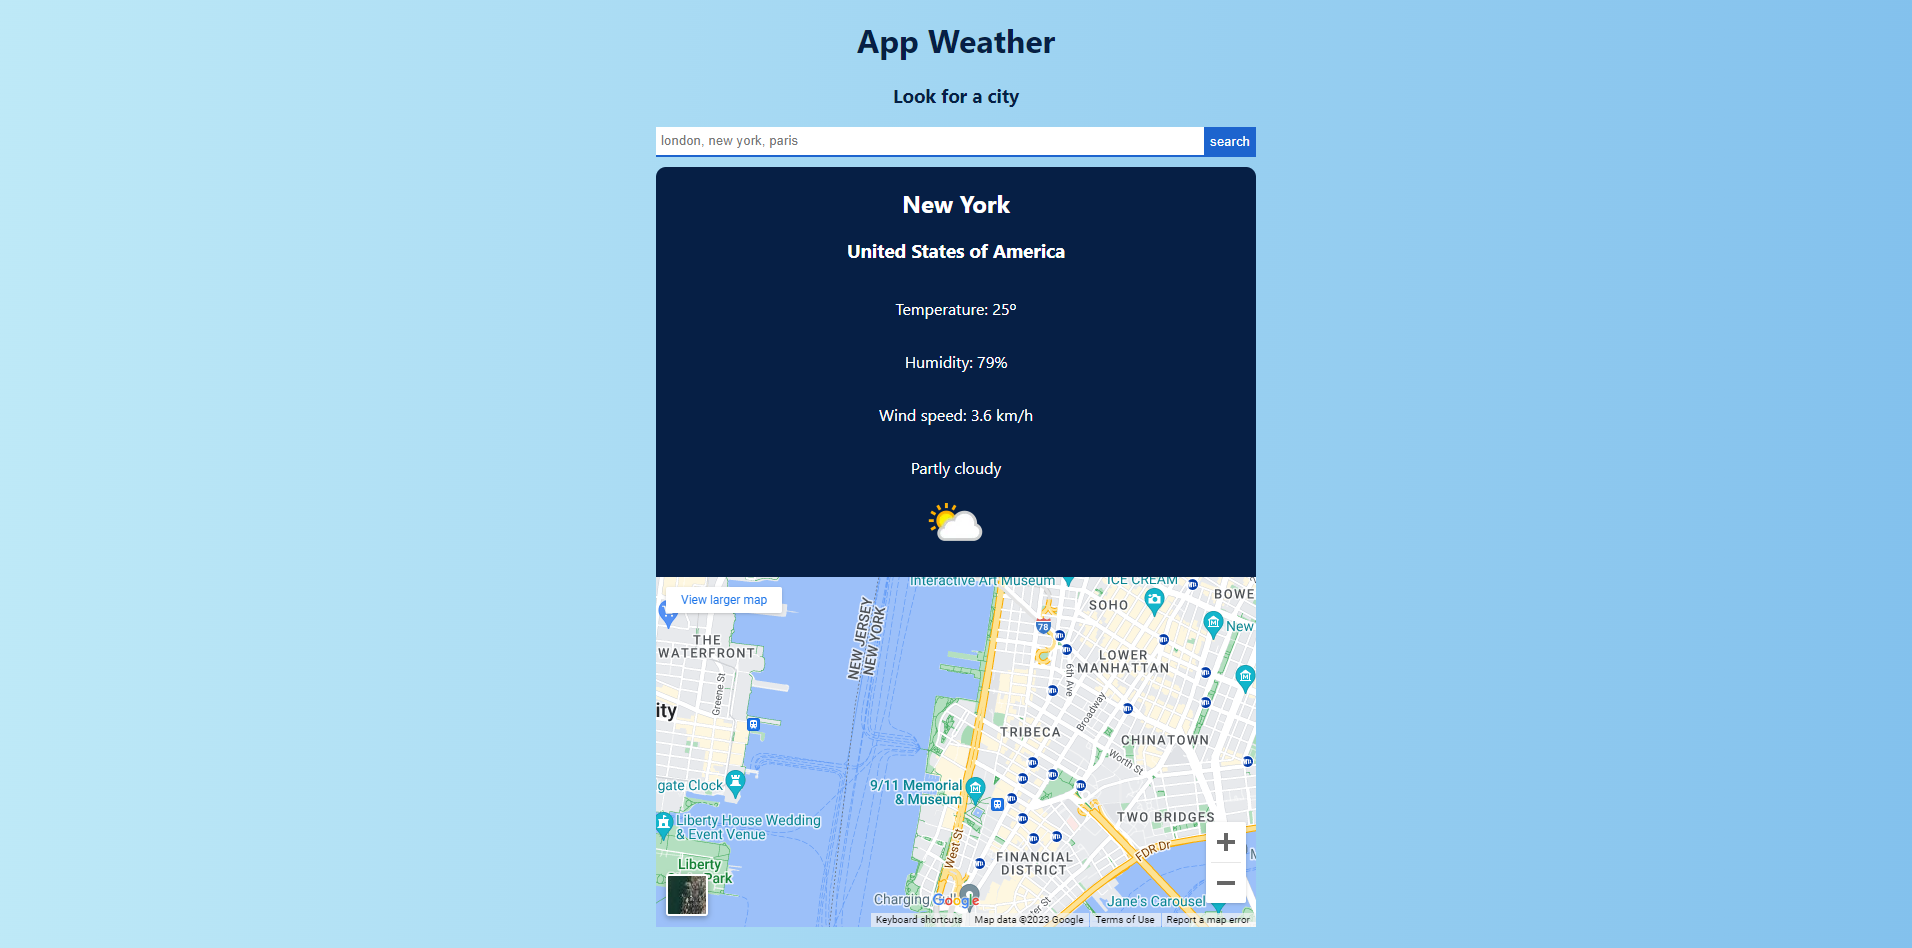 App Weather
Look for a city
london, new york, paris
search
New York
United States of America
Temperature: 25º
Humidity: 79%
Wind speed: 3.6 km/h
Partly cloudy
Interactive Art Museum
ICE CREAM
View larger map
SOHO
BOWE
NEW JERSEY
NEW YORK
78
New
THE
WATERFRONT
LOWER
MANHATTAN
6th Ave
Greene St
Broadway
ity
TRIBECA
CHINATOWN
Worth St
gate Clock
9/11 Memorial
& Museum
Liberty House Wedding
& Event Venue
TWO BRIDGES
West St
FDR Dr
FINANCIAL
DISTRICT
Liberty
Park
Charging
Google
Jane's Carousel
Keyboard shortcuts
Map data ©2023 Google
Terms of Use
Report a map error